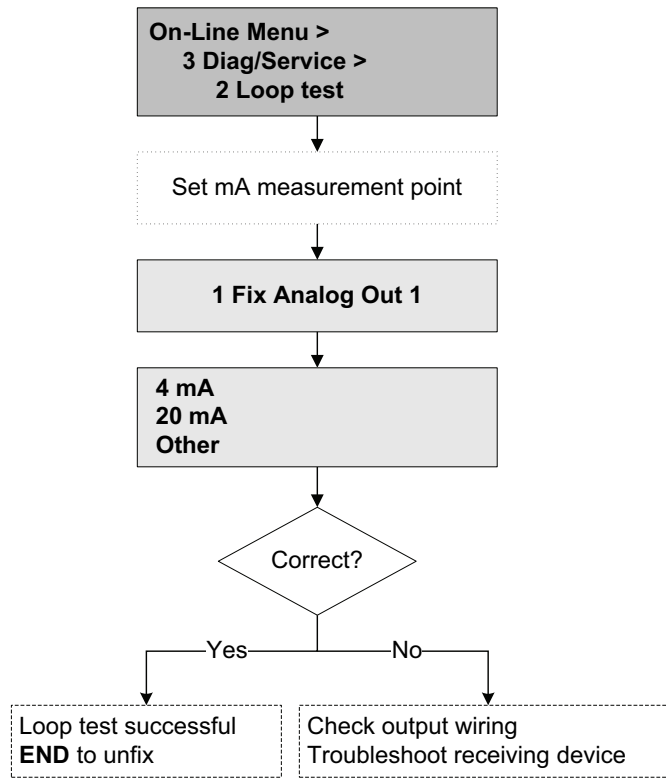 On-Line Menu >
3 Diag/Service >
2 Loop test
Set mA measurement point
1 Fix Analog Out 1
4 mA
20 mA
Other
Correct?
Yes
No
Loop test successful
END to unfix
Check output wiring
Troubleshoot receiving device